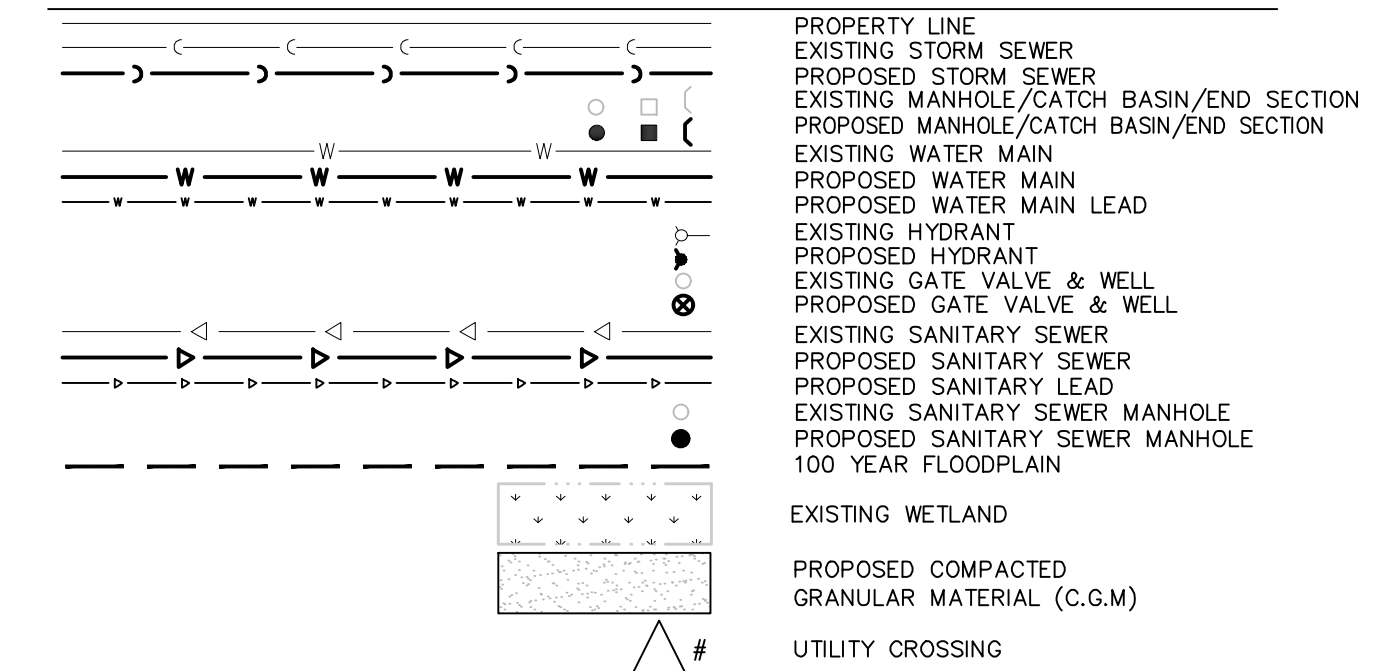 PROPERTY LINE
EXISTING STORM SEWER
PROPOSED STORM SEWER
EXISTING MANHOLE/CATCH BASIN/END SECTION
PROPOSED MANHOLE/CATCH BASIN/END SECTION
W W EXISTING WATER MAIN
W W W W PROPOSED WATER MAIN
W W W W W W W W W PROPOSED WATER MAIN LEAD
EXISTING HYDRANT
PROPOSED HYDRANT
EXISTING GATE VALVE & WELL
PROPOSED GATE VALVE & WELL
EXISTING SANITARY SEWER
PROPOSED SANITARY SEWER
PROPOSED SANITARY LEAD
EXISTING SANITARY SEWER MANHOLE
PROPOSED SANITARY SEWER MANHOLE
100 YEAR FLOODPLAIN
EXISTING WETLAND
PROPOSED COMPACTED
GRANULAR MATERIAL (C.G.M)
# UTILITY CROSSING